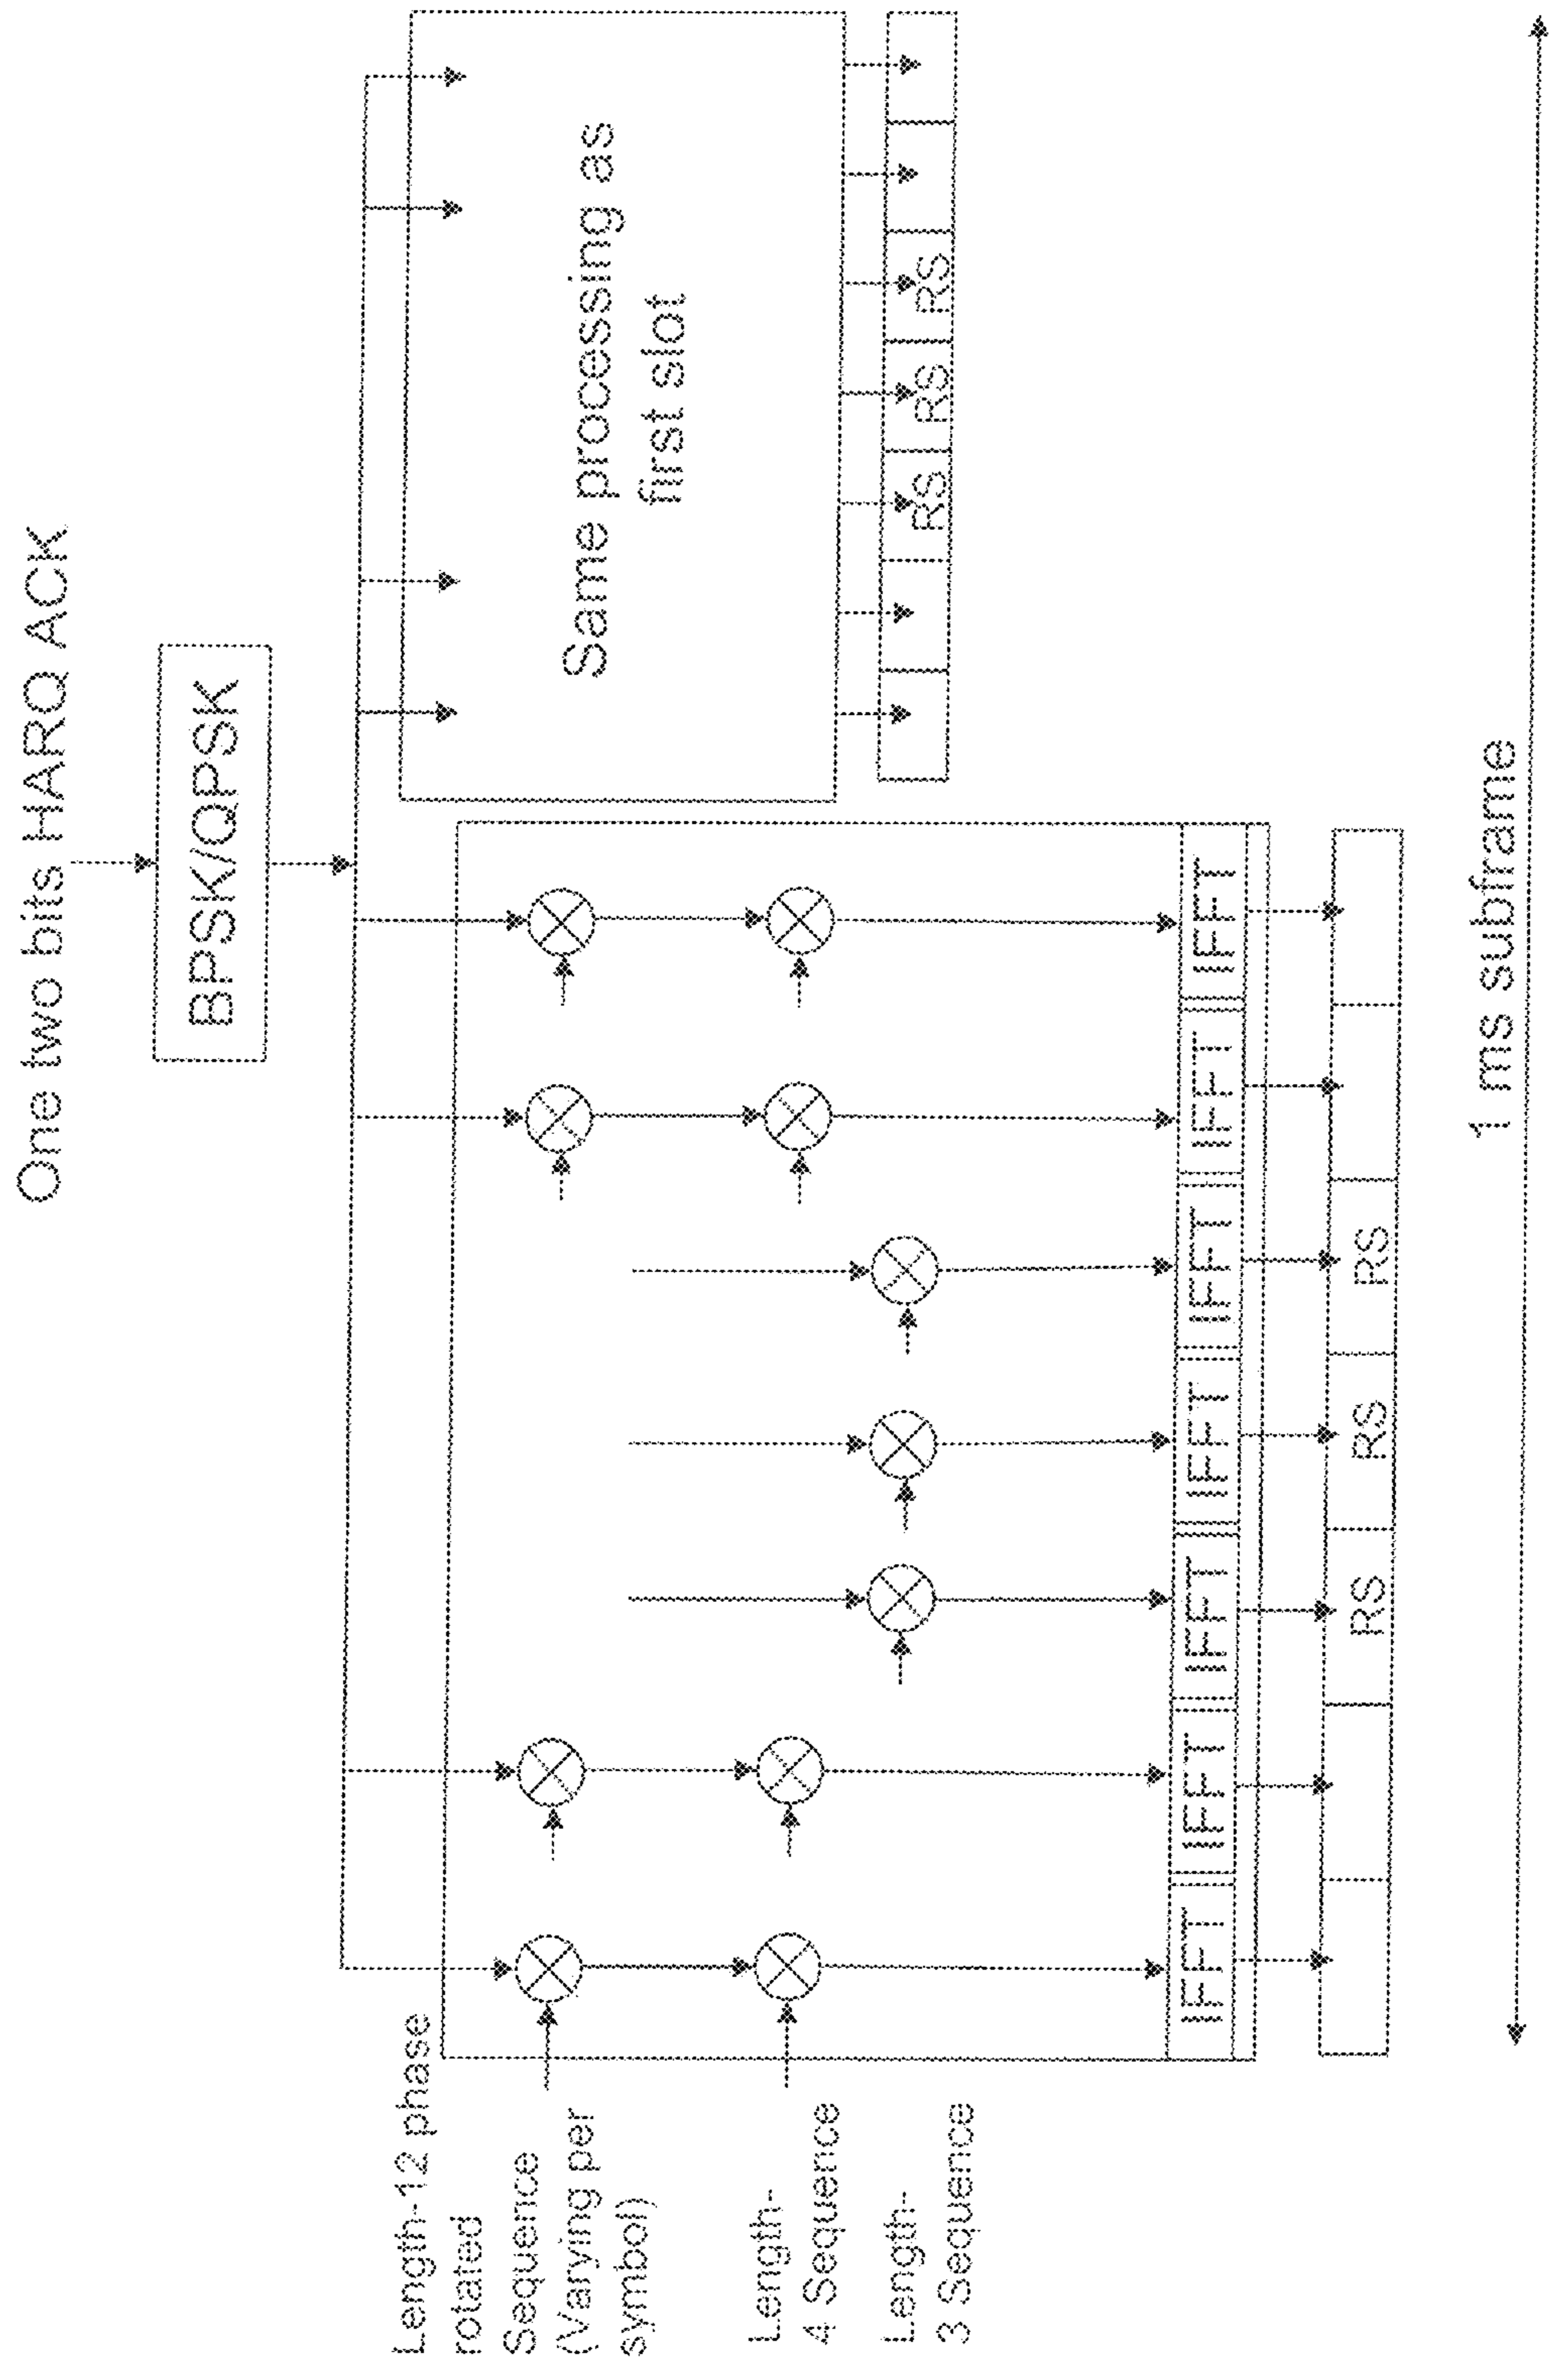 One two bits HARQ ACK
BPSK/QPSK
Length-12 phase
rotated
Sequence
(Varying per
symbol)
Length-
4 Sequence
Length-
3 Sequence
Same processing as
first slot
IFFT IFFT IFFT IFFT IFFT IFFT IFFT
RS RS RS
RS RS RS
1 ms subframe